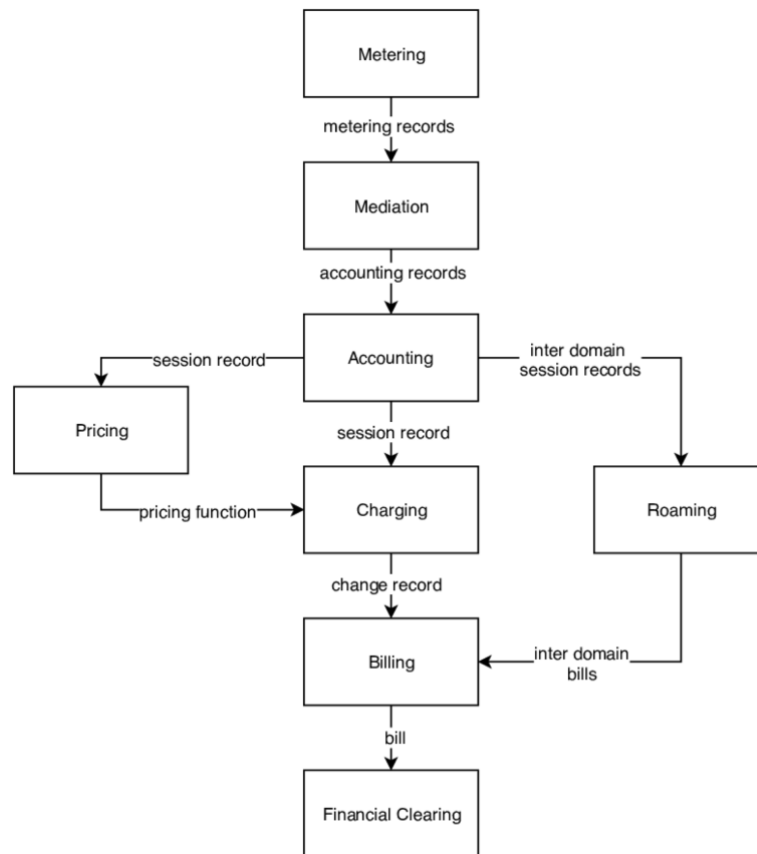 Metering
metering records
Mediation
accounting records
Accounting
session record
inter domain
session records
Pricing
session record
pricing function
Charging
Roaming
change record
Billing
inter domain
bills
bill
Financial Clearing